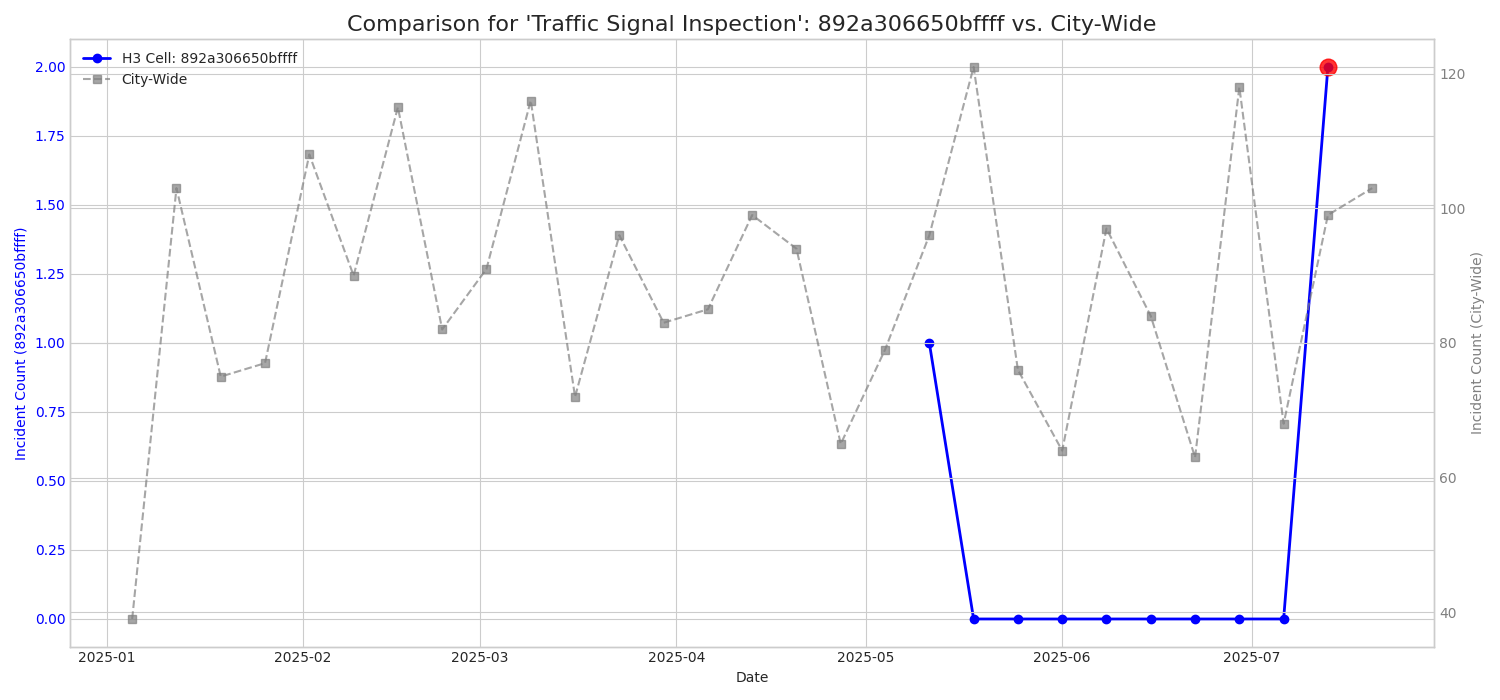 Comparison for 'Traffic Signal Inspection': 892a306650bffff vs. City-Wide
H3 Cell: 892a306650bffff
City-Wide
Incident Count (892a306650bffff)
2.00
1.75
1.50
1.25
1.00
0.75
0.50
0.25
0.00
120
100
80
60
40
Incident Count (City-Wide)
2025-01 2025-02 2025-03 2025-04 2025-05 2025-06 2025-07
Date